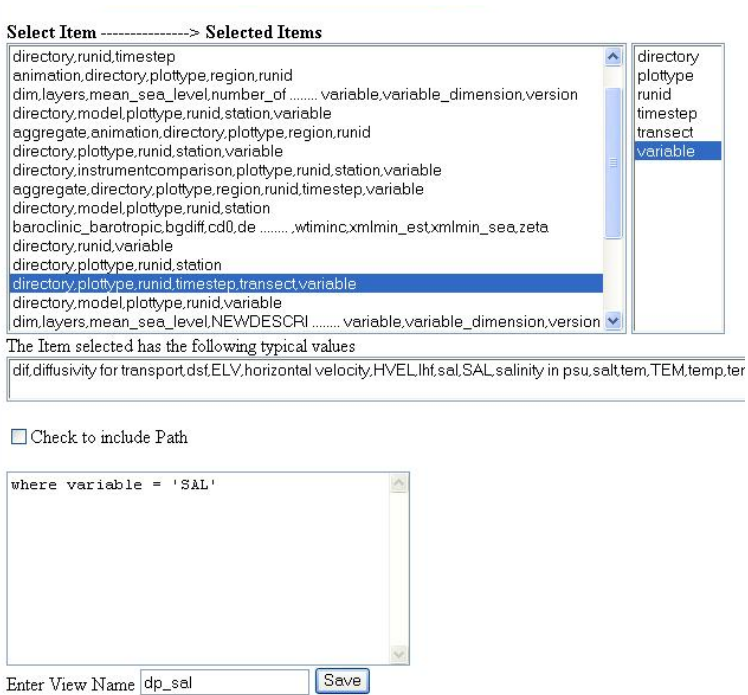 Select Item ---------------> Selected Items
directory,runid,timestep
animation,directory,plottype,region,runid
dim,layers,mean_sea_level,number_of ........ variable,variable_dimension,version
directory,model,plottype,runid,station,variable
aggregate,animation,directory,plottype,region,runid
directory,plottype,runid,station,variable
directory,instrumentcomparison,plottype,runid,station,variable
aggregate,directory,plottype,region,runid,timestep,variable
directory,model,plottype,runid,station
baroclinic_barotropic,bgdiff,cd0,de ........ ,wtiminc,xmlmin_est,xmlmin_sea,zeta
directory,runid,variable
directory,plottype,runid,station
directory,plottype,runid,timestep,transect,variable
directory,model,plottype,runid,variable
dim,layers,mean_sea_level,NEWDESCRI ........ variable,variable_dimension,version
directory
plottype
runid
timestep
transect
variable
The Item selected has the following typical values
dif,diffusivity for transport,dsf,ELV,horizontal velocity,HVEL,lhf,sal,SAL,salinity in psu,salt,tem,TEM,temp,
Check to include Path
where variable = 'SAL'
Enter View Name dp_sal Save